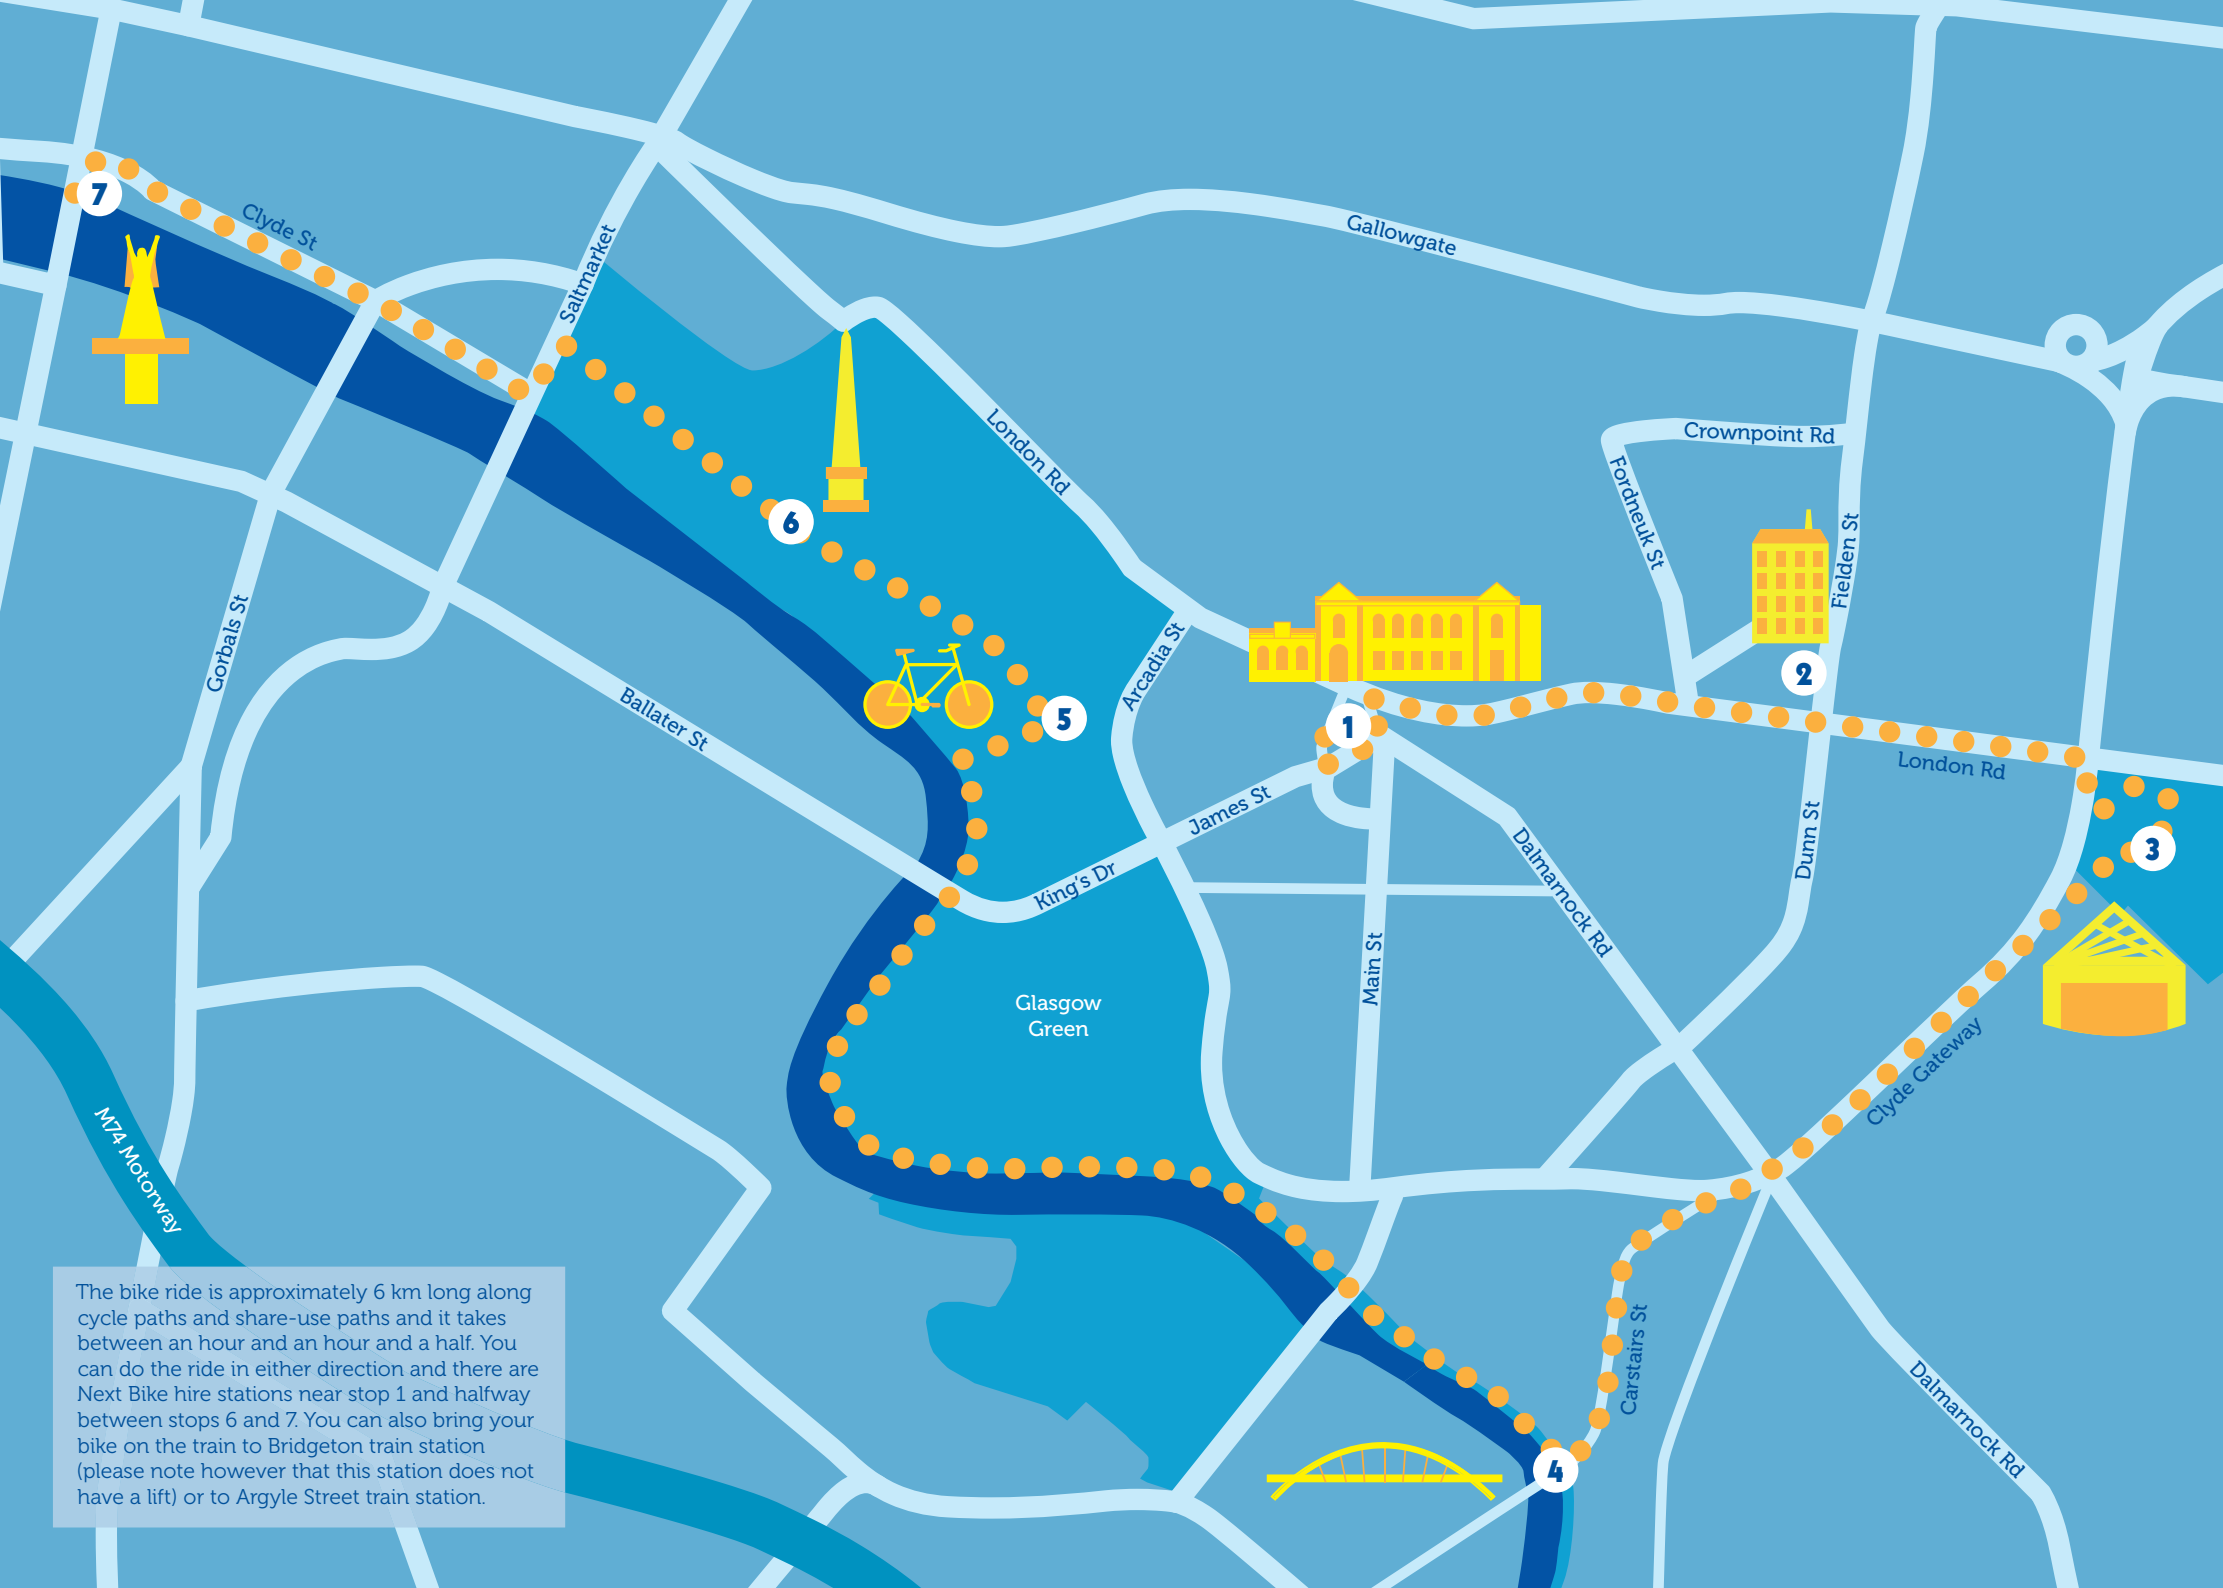 7
Clyde St
Saltmarket
Gallowgate
London Rd
Crownpoint Rd
Fordneuk St
Fielden St
6
Gorbals St
Arcadia St
2
5
1
Ballater St
London Rd
James St
Dalmarnock Rd
Dunn St
3
King's Dr
Main St
Glasgow
Green
Clyde Gateway
M74 Motorway
Carstairs St
Dalmarnock Rd
4
The bike ride is approximately 6 km long along
cycle paths and share-use paths and it takes
between an hour and an hour and a half. You
can do the ride in either direction and there are
Next Bike hire stations near stop 1 and halfway
between stops 6 and 7. You can also bring your
bike on the train to Bridgeton train station
(please note however that this station does not
have a lift) or to Argyle Street train station.